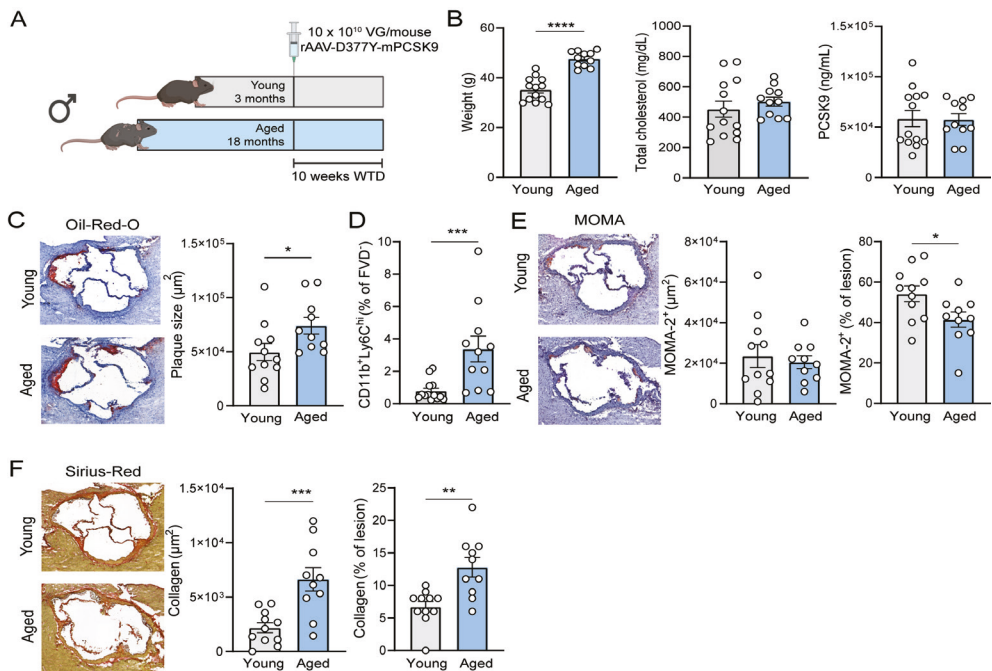 A
10 x 10¹⁰ VG/mouse
rAAV-D377Y-mPCSK9
Young
3 months
Aged
18 months
10 weeks WTD
B
Weight (g)
60
40
20
0
****
Young Aged
Total cholesterol (mg/dL)
1000
800
600
400
200
0
Young Aged
PCSK9 (ng/mL)
1.5×10⁵
1×10⁵
5×10⁴
0
Young Aged
C
Oil-Red-O
Young
Aged
Plaque size (µm²)
1.5×10⁵
1×10⁵
5×10⁴
0
*
Young Aged
D
CD11b⁺Ly6Cʰⁱ (% of FVD⁻)
10
8
6
4
2
0
***
Young Aged
E
MOMA
Young
Aged
MOMA-2⁺ (µm²)
8×10⁴
6×10⁴
4×10⁴
2×10⁴
0
Young Aged
MOMA-2⁺ (% of lesion)
100
80
60
40
20
0
*
Young Aged
F
Sirius-Red
Young
Aged
Collagen (µm²)
1.5×10⁴
1×10⁴
5×10³
0
***
Young Aged
Collagen (% of lesion)
25
20
15
10
5
0
**
Young Aged